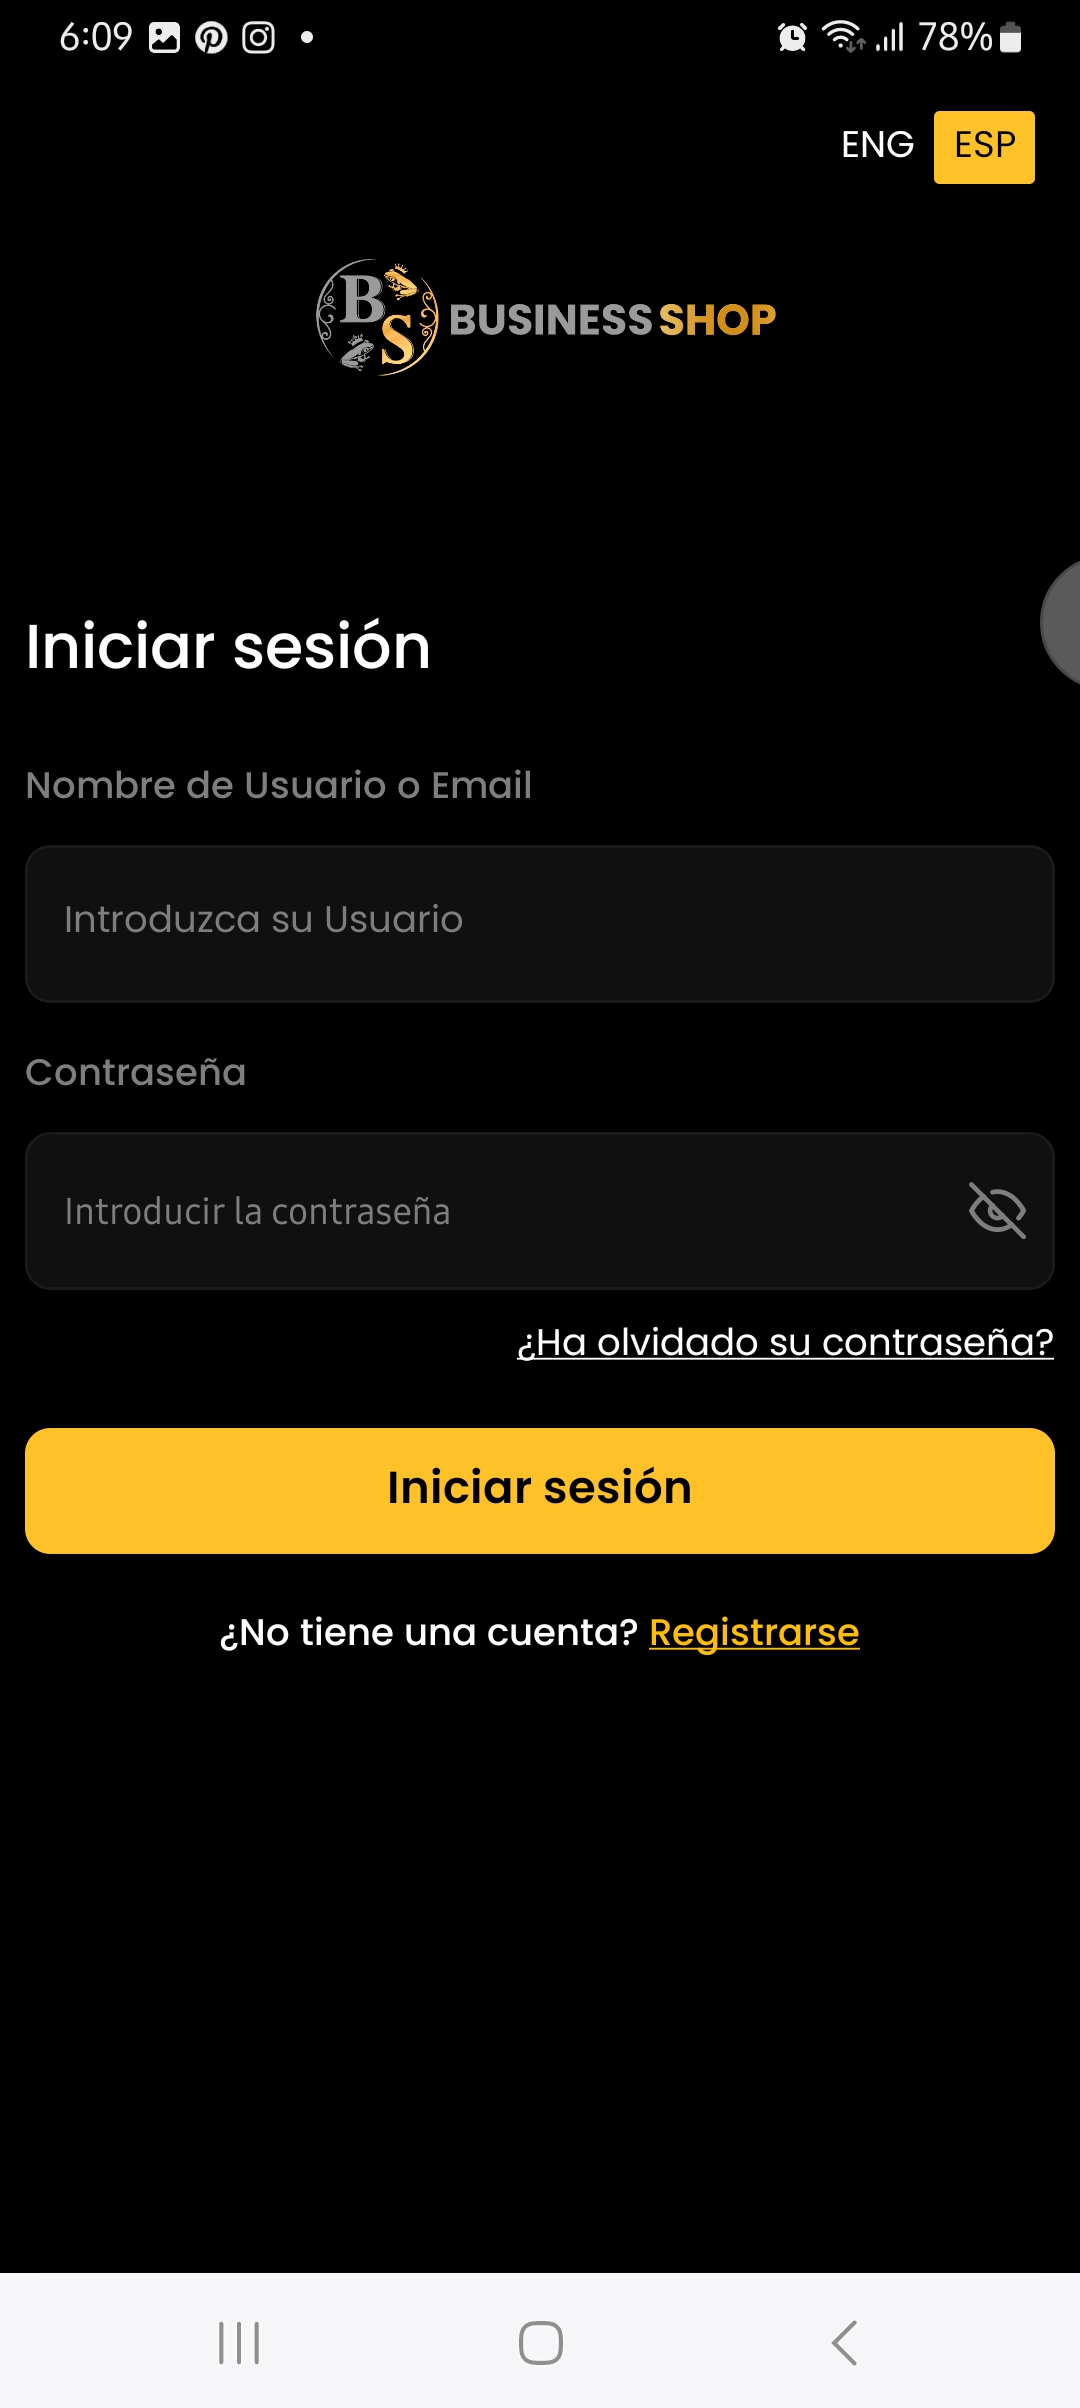 6:09 78%
ENG ESP
BS BUSINESS SHOP
Iniciar sesión
Nombre de Usuario o Email
Introduzca su Usuario
Contraseña
Introducir la contraseña
¿Ha olvidado su contraseña?
Iniciar sesión
¿No tiene una cuenta? Registrarse